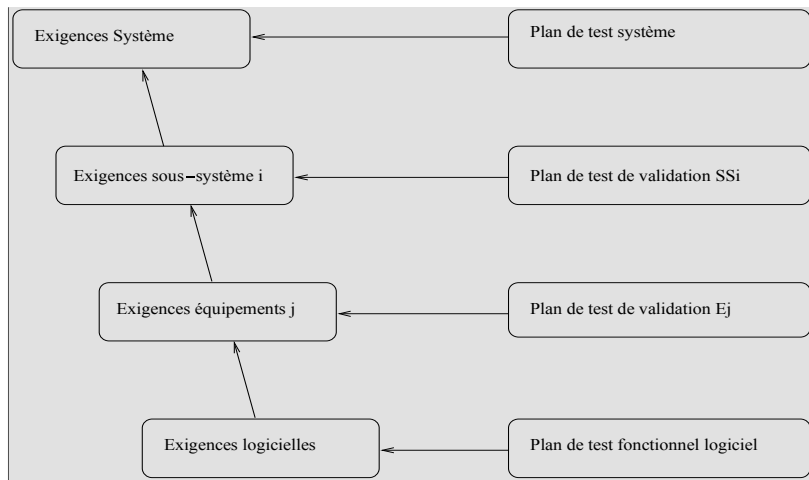 Exigences Système
Plan de test système
Exigences sous−système i
Plan de test de validation SSi
Exigences équipements j
Plan de test de validation Ej
Exigences logicielles
Plan de test fonctionnel logiciel